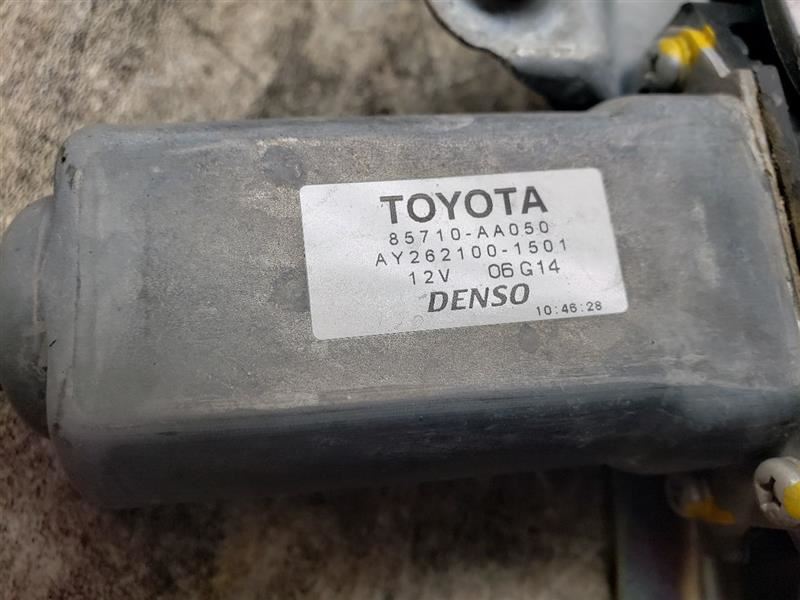 TOYOTA
85710-AA050
AY262100-1501
12V 06G14
DENSO
10:46:28